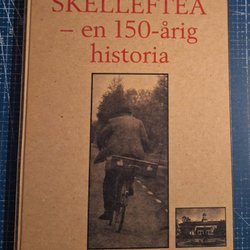 SKELLEFTEÅ
– en 150-årig
historia